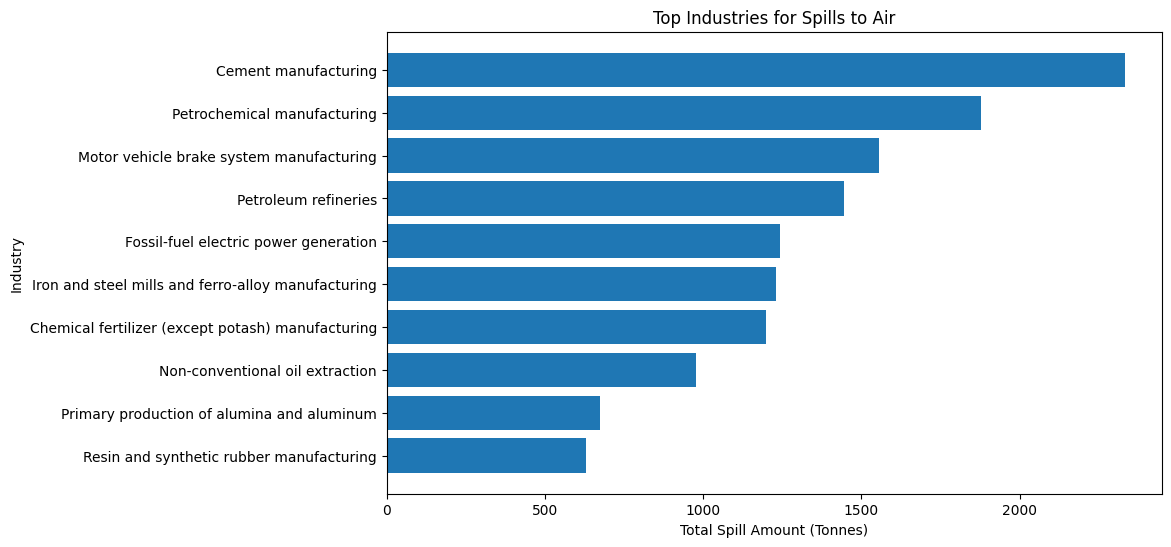 Top Industries for Spills to Air
Industry
Cement manufacturing
Petrochemical manufacturing
Motor vehicle brake system manufacturing
Petroleum refineries
Fossil-fuel electric power generation
Iron and steel mills and ferro-alloy manufacturing
Chemical fertilizer (except potash) manufacturing
Non-conventional oil extraction
Primary production of alumina and aluminum
Resin and synthetic rubber manufacturing
0 500 1000 1500 2000
Total Spill Amount (Tonnes)